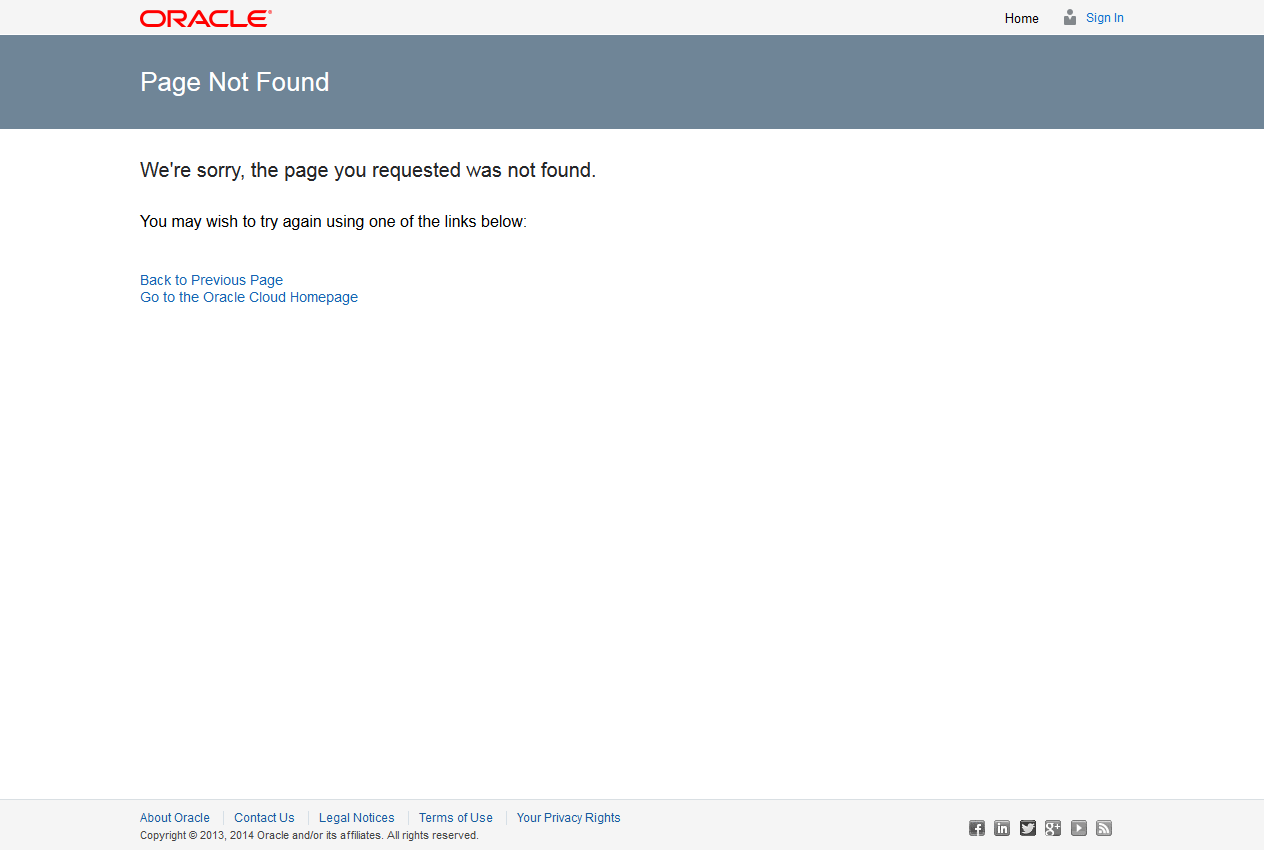 ORACLE®
Home
Sign In
Page Not Found
We're sorry, the page you requested was not found.
You may wish to try again using one of the links below:
Back to Previous Page
Go to the Oracle Cloud Homepage
About Oracle
Contact Us
Legal Notices
Terms of Use
Your Privacy Rights
Copyright © 2013, 2014 Oracle and/or its affiliates. All rights reserved.
f
in
g+